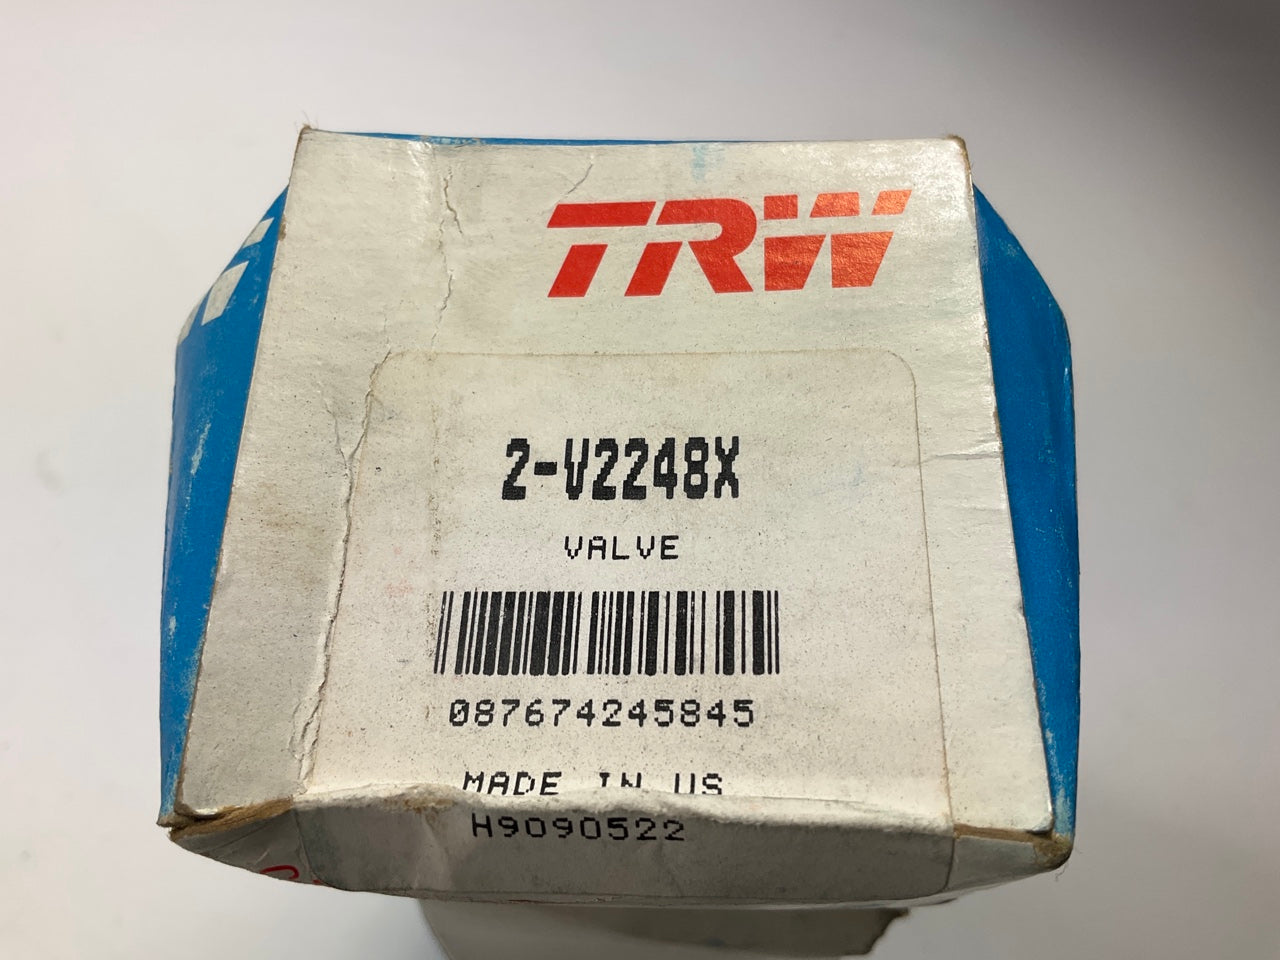 TRW
2-V2248X
VALVE
087674245845
MADE IN US
H9090522